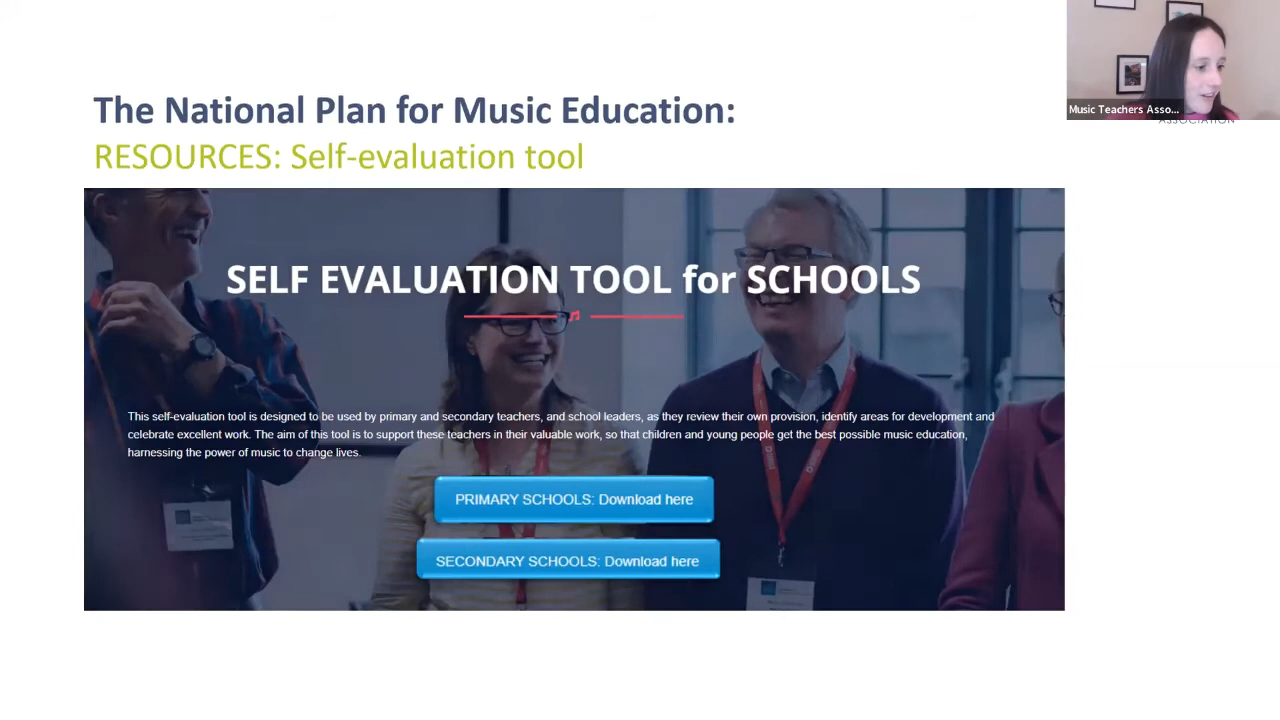 Music Teachers Asso...
ASSOCIATION
The National Plan for Music Education:
RESOURCES: Self-evaluation tool
SELF EVALUATION TOOL for SCHOOLS
This self-evaluation tool is designed to be used by primary and secondary teachers, and school leaders, as they review their own provision, identify areas for development and
celebrate excellent work. The aim of this tool is to support these teachers in their valuable work, so that children and young people get the best possible music education,
harnessing the power of music to change lives.
PRIMARY SCHOOLS: Download here
SECONDARY SCHOOLS: Download here